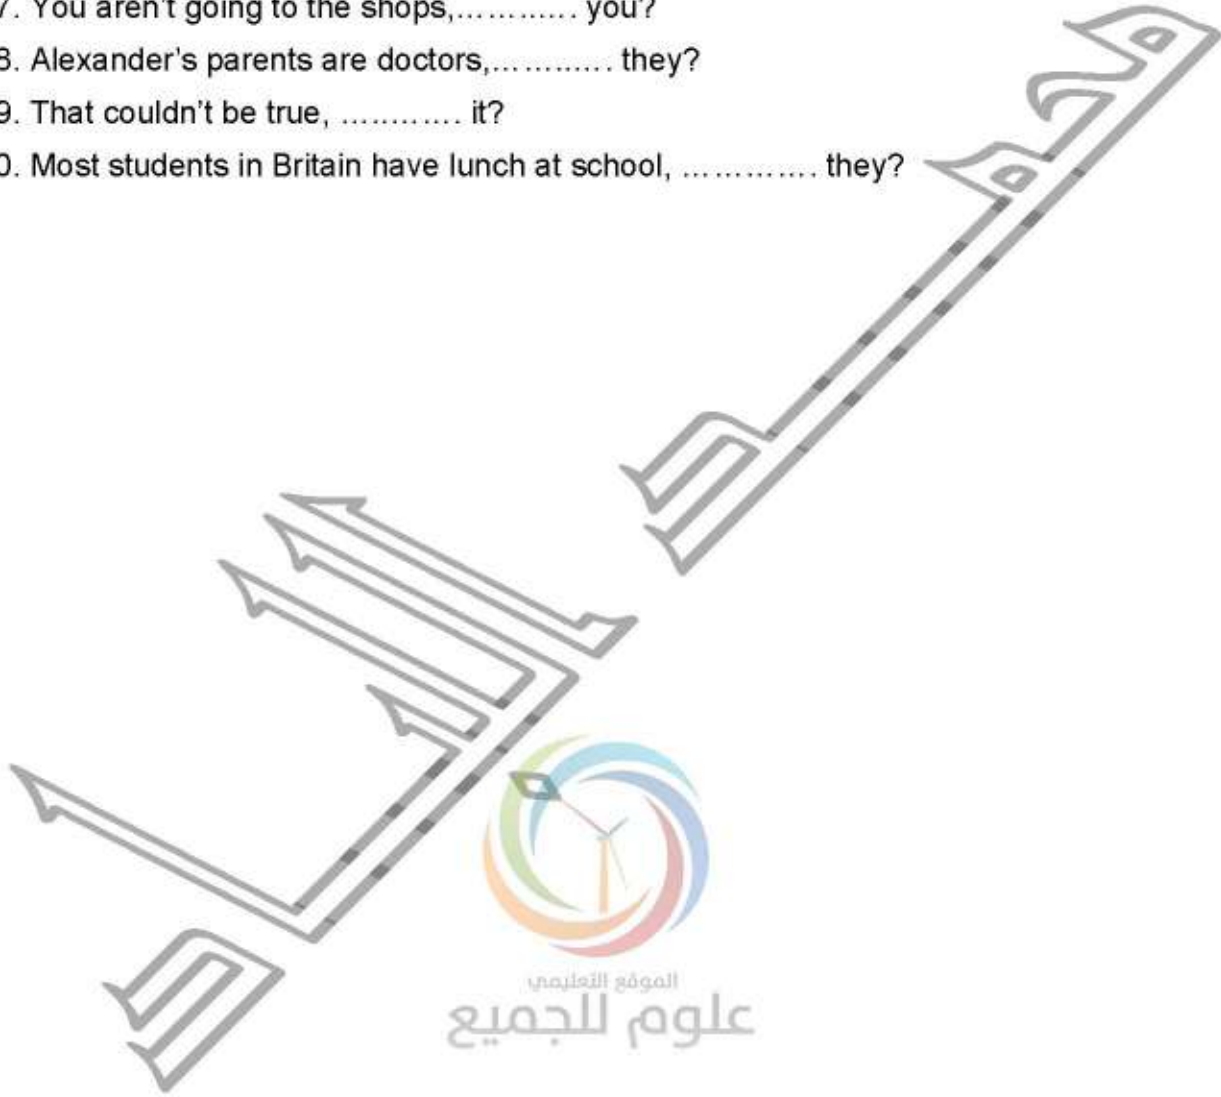 7. You aren't going to the shops,............ you?
8. Alexander's parents are doctors,............ they?
9. That couldn't be true, ............ it?
0. Most students in Britain have lunch at school, ............. they?
الموقع التعليمي
علوم للجميع